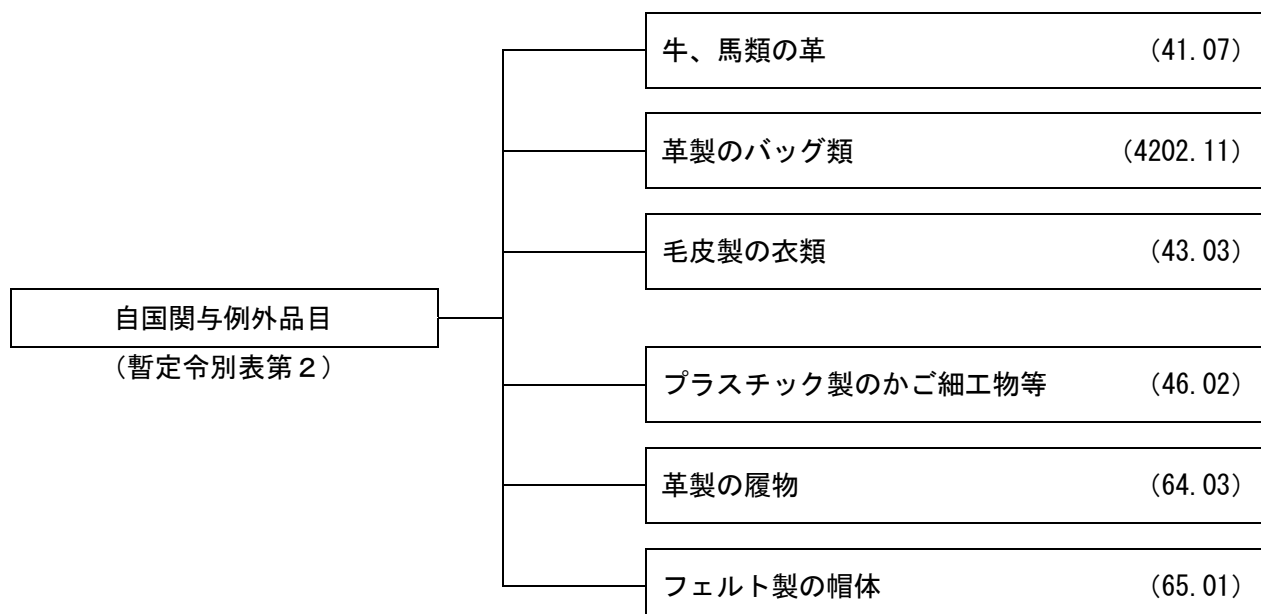 牛、馬類の革 (41.07)
革製のバッグ類 (4202.11)
毛皮製の衣類 (43.03)
自国関与例外品目
（暫定令別表第２）
プラスチック製のかご細工物等 (46.02)
革製の履物 (64.03)
フェルト製の帽体 (65.01)